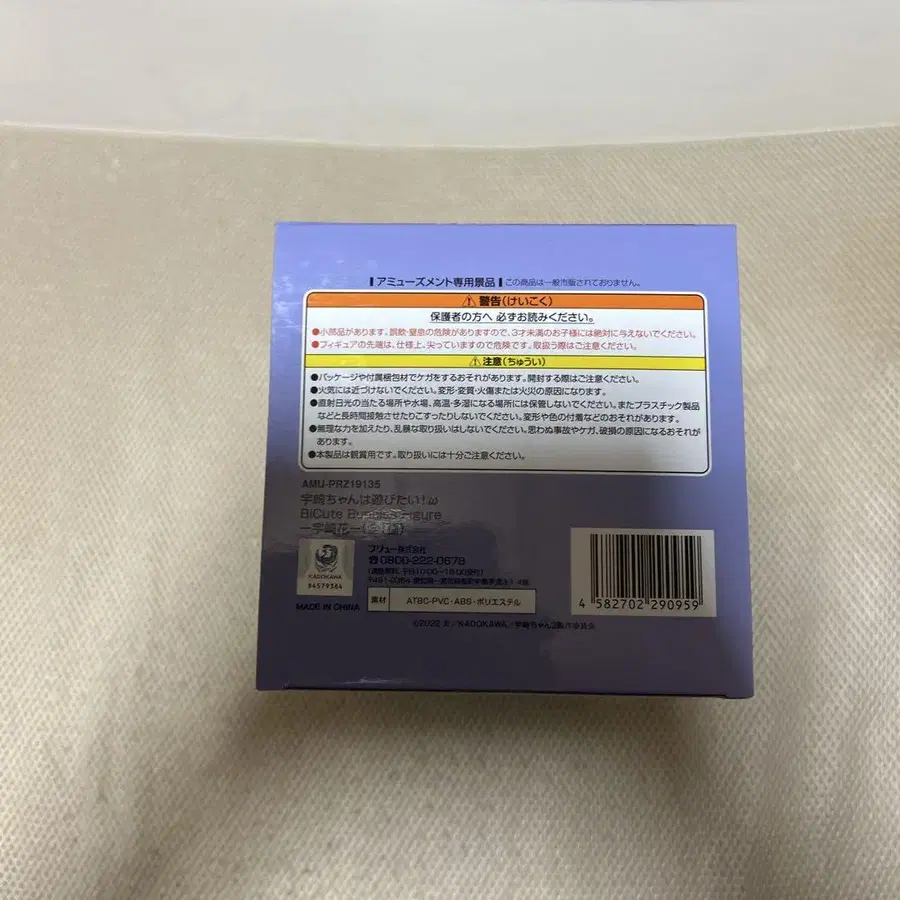 アミューズメント専用景品 この商品は一般市販されておりません。
⚠警告(けいこく)
保護者の方へ 必ずお読みください。
●小部品があります。誤飲・窒息の危険がありますので、3才未満のお子様には絶対に与えないでください。
●フィギュアの先端は、仕様上、尖っていますので危険です。取扱う際はご注意ください。
⚠注意(ちゅうい)
●パッケージや付属梱包材でケガをするおそれがあります。開封する際はご注意ください。
●火気には近づけないでください。変形・変質・火傷または火災の原因になります。
●直射日光の当たる場所や水場、高温・多湿になる場所には保管しないでください。またプラスチック製品
などと長時間接触させたりこすったりしないでください。変形や色の付着などのおそれがあります。
●無理な力を加えたり、乱暴な取り扱いはしないでください。思わぬ事故やケガ、破損の原因になるおそれが
あります。
●本製品は観賞用です。取り扱いには十分ご注意ください。
AMU-PRZ19135
宇崎ちゃんは遊びたい!ω
BiCute Bunnies Figure
ー宇崎花ー
フリュー株式会社
☎0800-222-0678
KADOKAWA
MADE IN CHINA
素材 ATBC-PVC・ABS・ポリエステル
4 582702 290959
©2022 丈/KADOKAWA/宇崎ちゃん2製作委員会